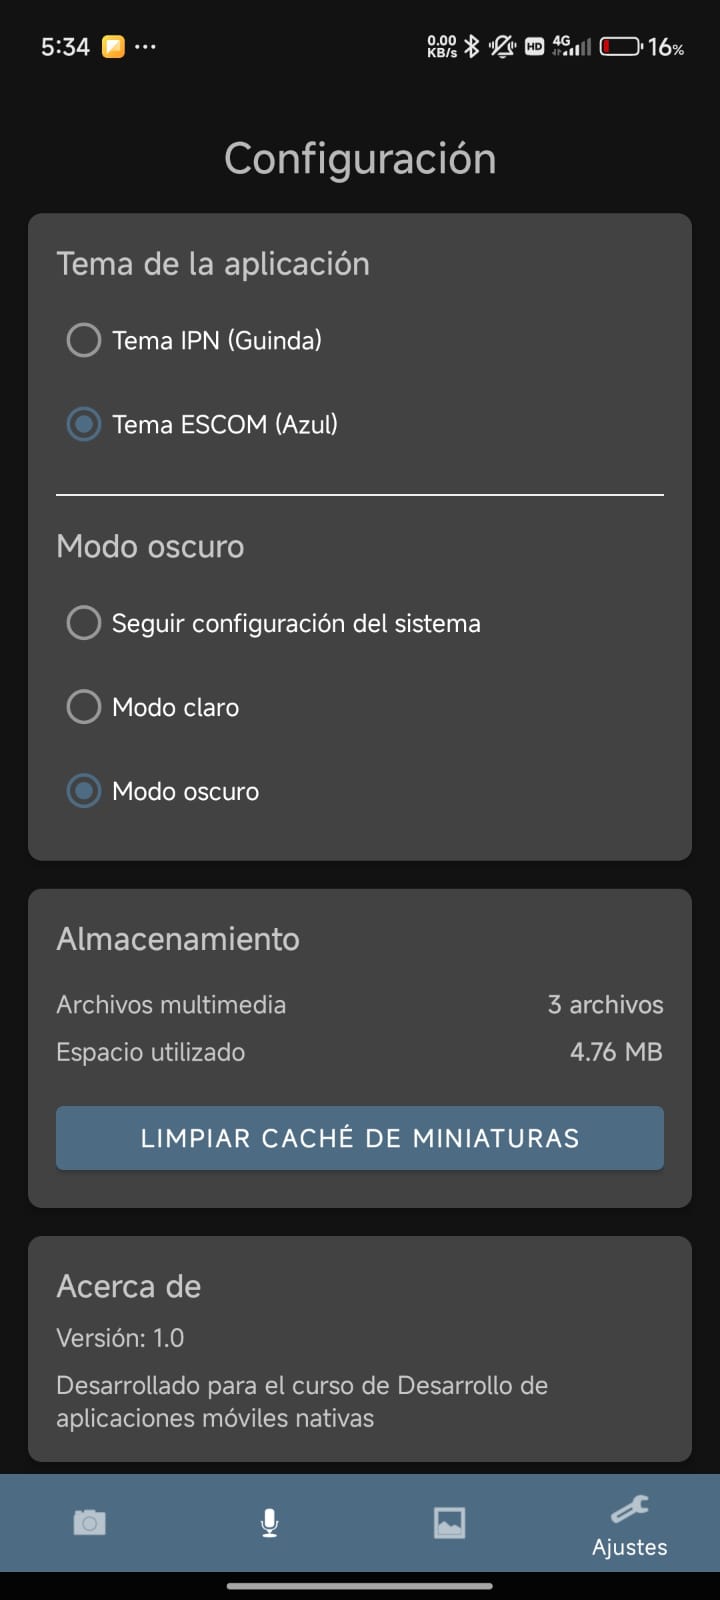 5:34
0.00
KB/s
HD
4G
16%
Configuración
Tema de la aplicación
Tema IPN (Guinda)
Tema ESCOM (Azul)
Modo oscuro
Seguir configuración del sistema
Modo claro
Modo oscuro
Almacenamiento
Archivos multimedia 3 archivos
Espacio utilizado 4.76 MB
LIMPIAR CACHÉ DE MINIATURAS
Acerca de
Versión: 1.0
Desarrollado para el curso de Desarrollo de
aplicaciones móviles nativas
Ajustes